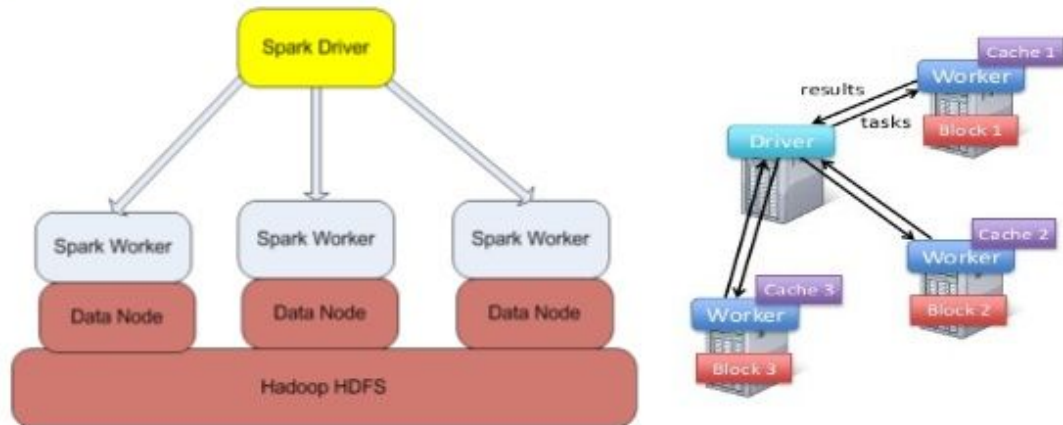 Spark Driver
Spark Worker
Spark Worker
Spark Worker
Data Node
Data Node
Data Node
Hadoop HDFS
Cache 1
Worker
results
Block 1
tasks
Driver
Cache 2
Worker
Block 2
Cache 3
Worker
Block 3